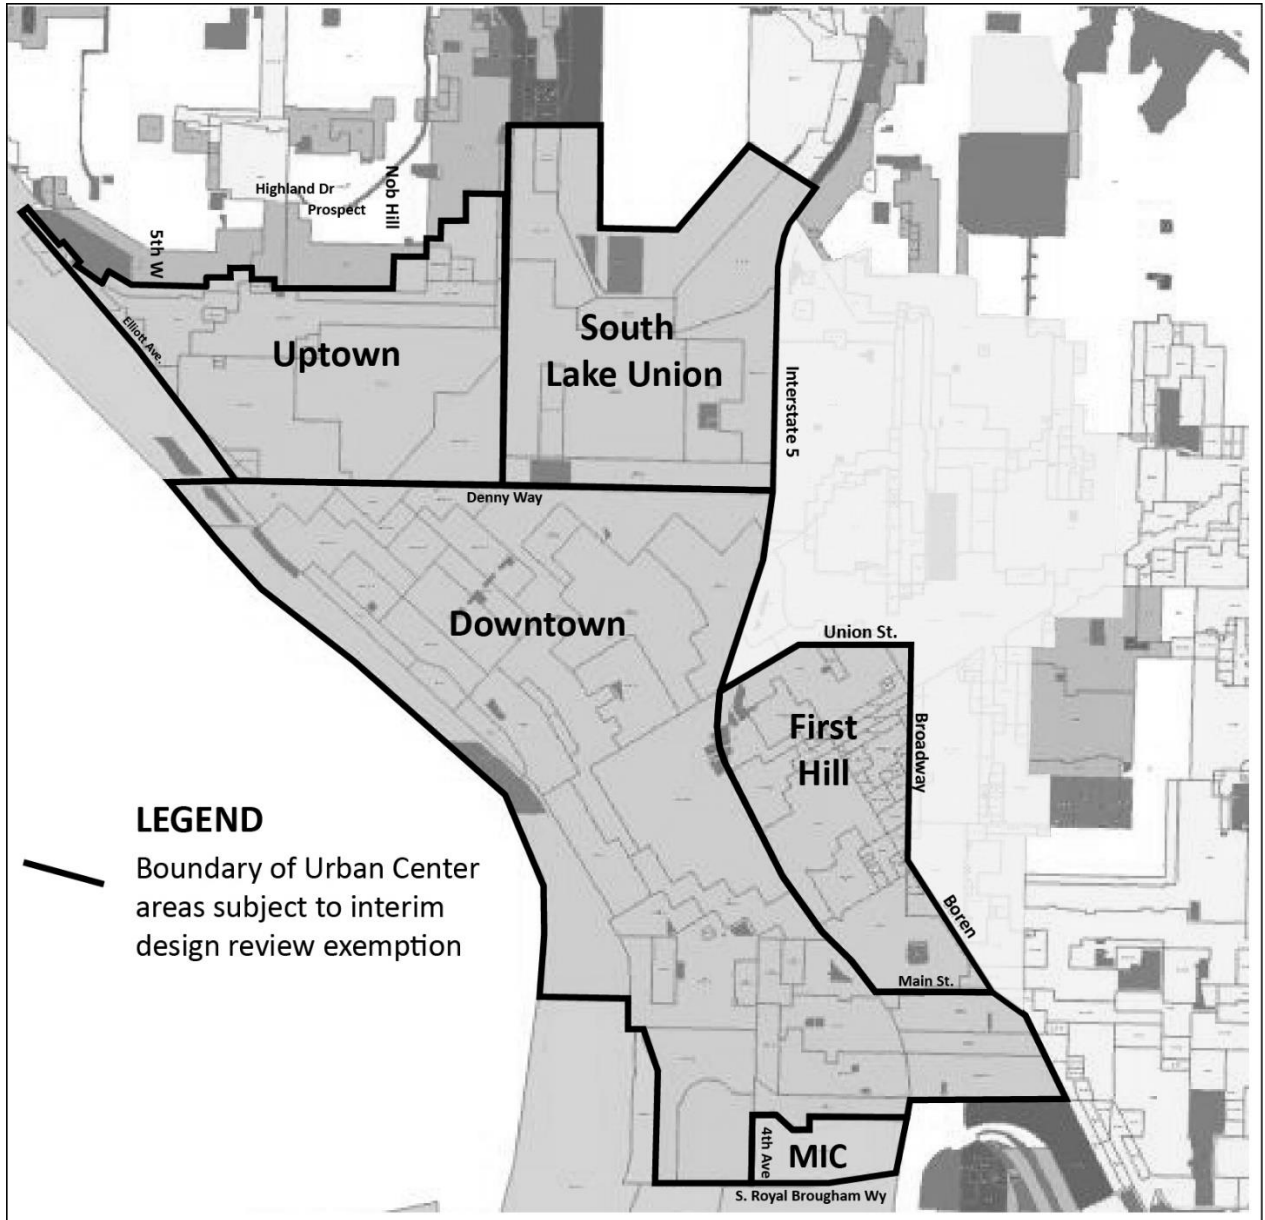 Highland Dr
Prospect
Nob Hill
5th W
Elliott Ave.
Uptown
South
Lake Union
Interstate 5
Denny Way
Downtown
Union St.
First
Hill
Broadway
LEGEND
Boundary of Urban Center
areas subject to interim
design review exemption
Boren
Main St.
4th Ave
MIC
S. Royal Brougham Wy